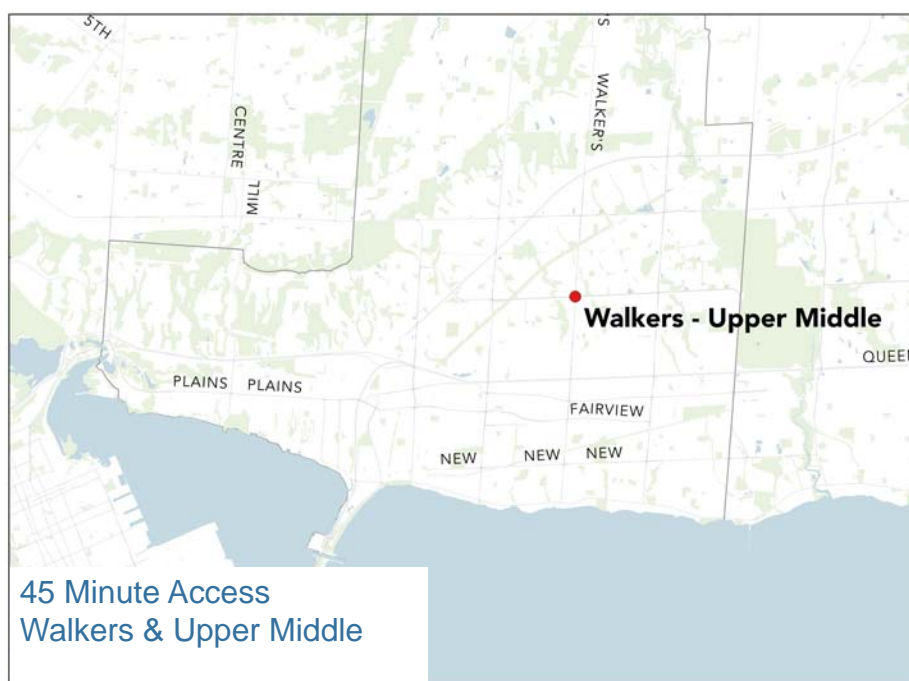 5TH
'S
WALKER'S
CENTRE
MILL
Walkers - Upper Middle
QUEEN
PLAINS PLAINS
FAIRVIEW
NEW NEW NEW
45 Minute Access
Walkers & Upper Middle